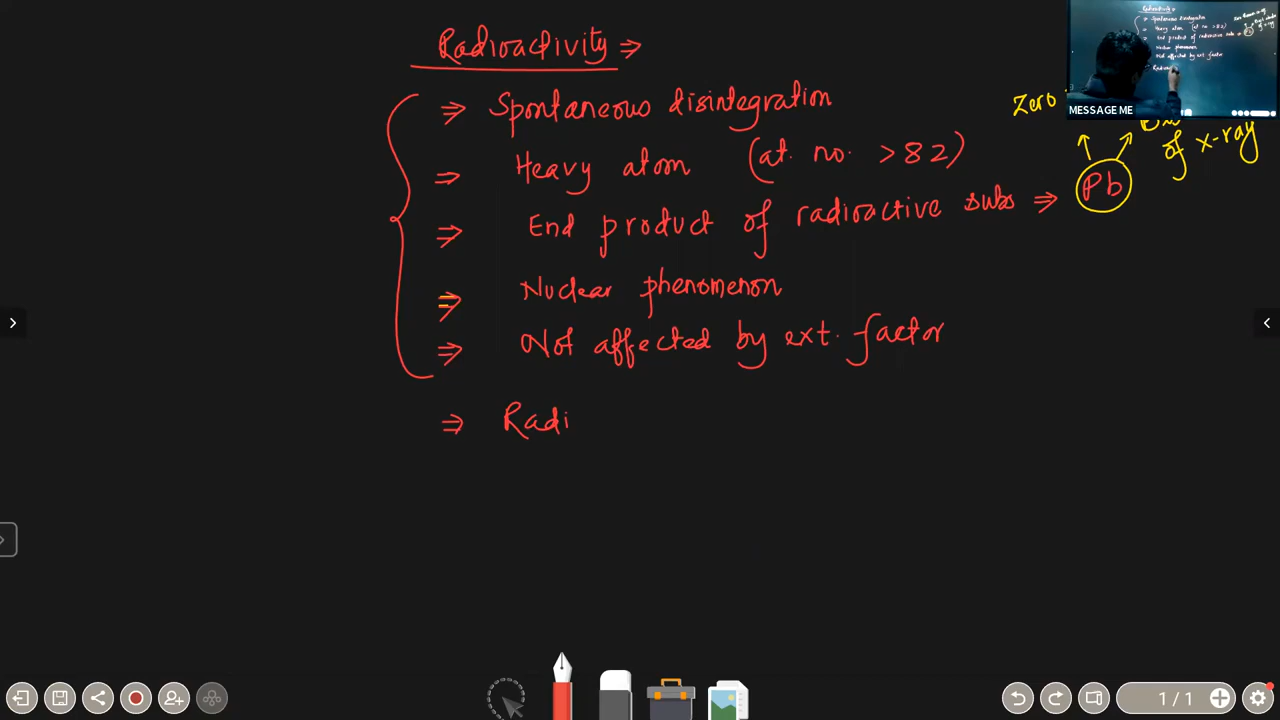 Radioactivity ⇒
⇒ Spontaneous disintegration
⇒ Heavy atom (at. no. >82)
⇒ End product of radioactive subs ⇒ Pb
Zero
of x-ray
⇒ Nuclear phenomenon
⇒ Not affected by ext. factor
⇒ Radi
MESSAGE ME
1/1